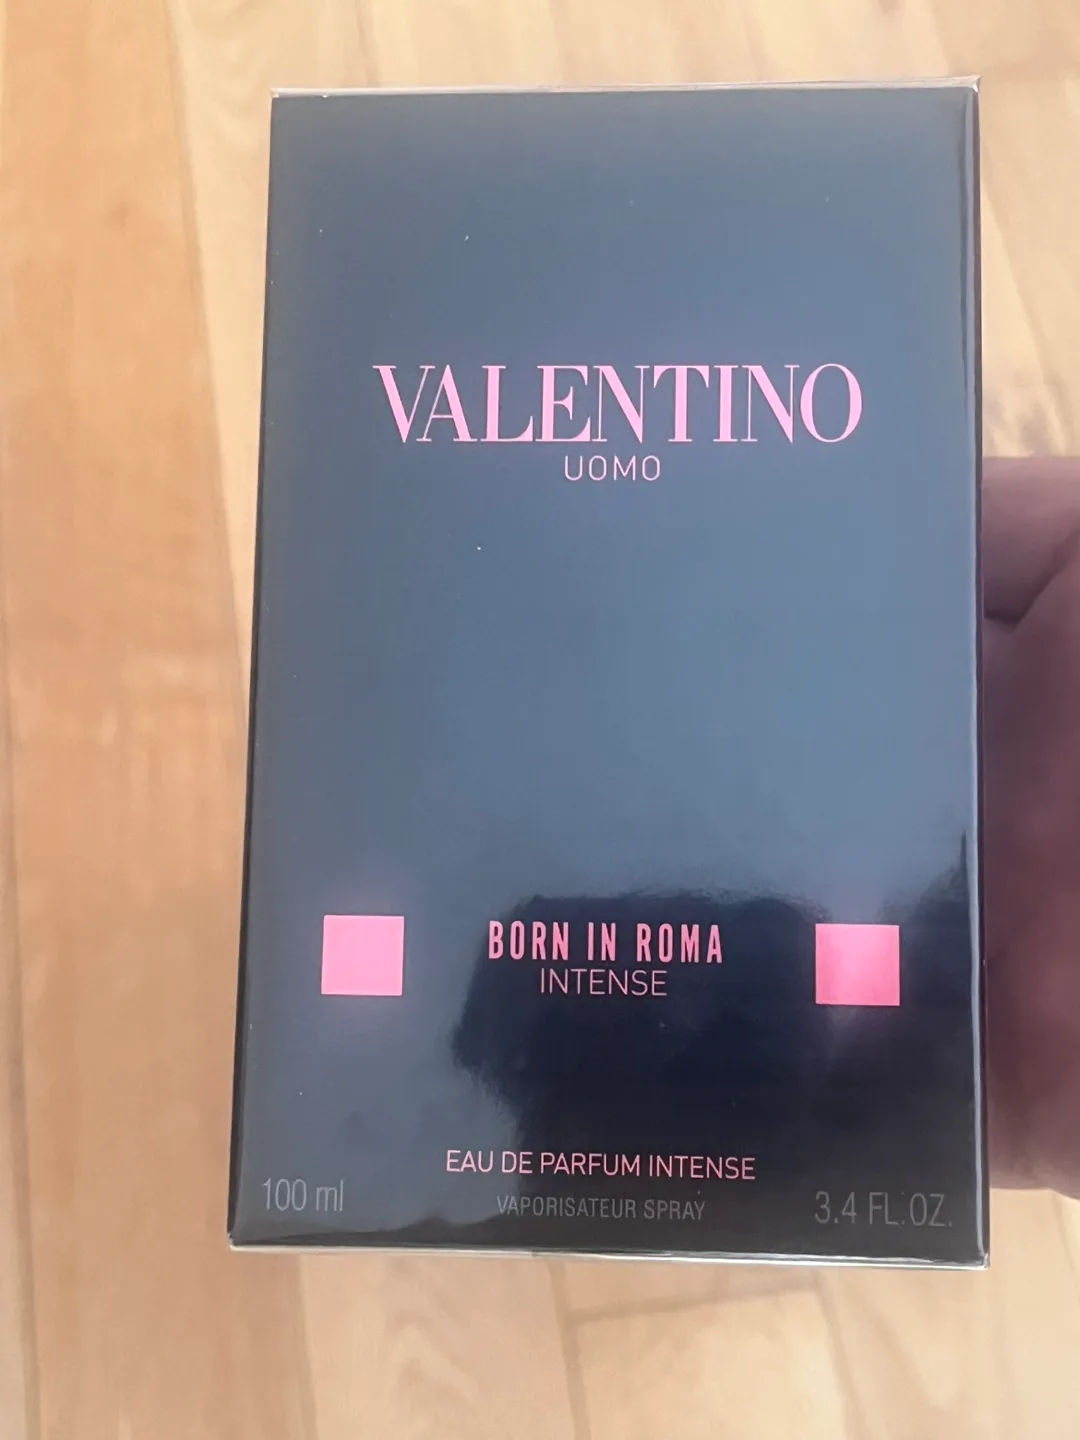 VALENTINO
UOMO
BORN IN ROMA
INTENSE
EAU DE PARFUM INTENSE
100 ml VAPORISATEUR SPRAY 3.4 FL.OZ.